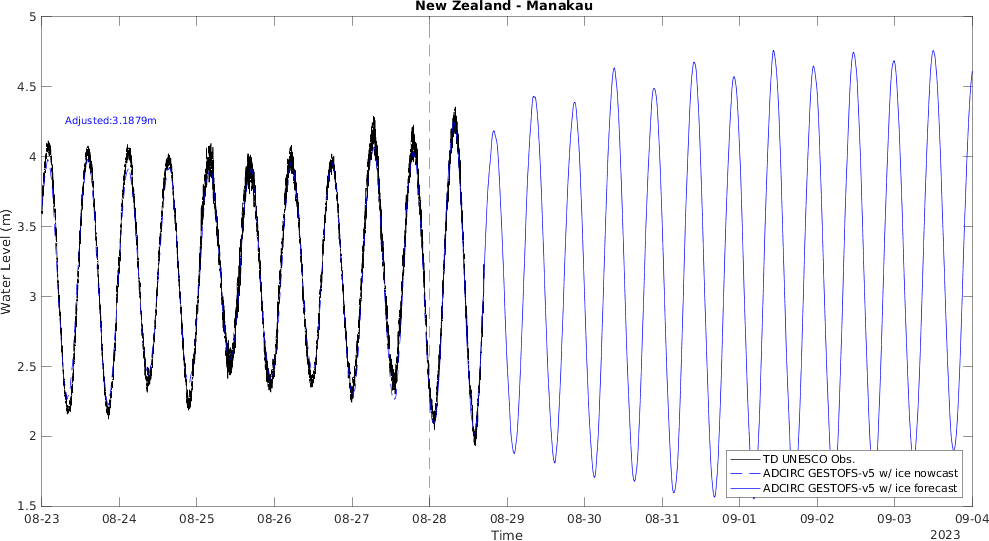 New Zealand - Manakau
5
4.5
4
3.5
3
2.5
2
1.5
Water Level (m)
Adjusted:3.1879m
TD UNESCO Obs.
ADCIRC GESTOFS-v5 w/ ice nowcast
ADCIRC GESTOFS-v5 w/ ice forecast
08-23 08-24 08-25 08-26 08-27 08-28 08-29 08-30 08-31 09-01 09-02 09-03 09-04
Time
2023